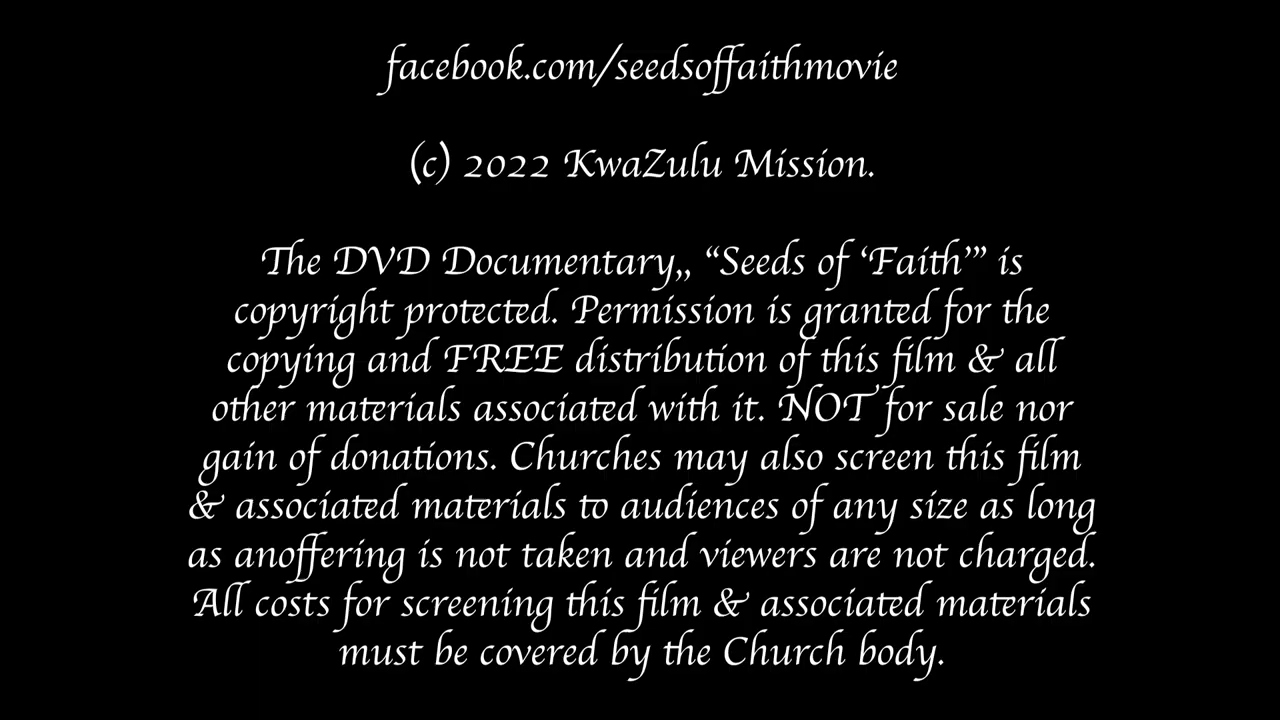 facebook.com/seedsoffaithmovie
(c) 2022 KwaZulu Mission.
The DVD Documentary,, “Seeds of ‘Faith’” is
copyright protected. Permission is granted for the
copying and FREE distribution of this film & all
other materials associated with it. NOT for sale nor
gain of donations. Churches may also screen this film
& associated materials to audiences of any size as long
as anoffering is not taken and viewers are not charged.
All costs for screening this film & associated materials
must be covered by the Church body.